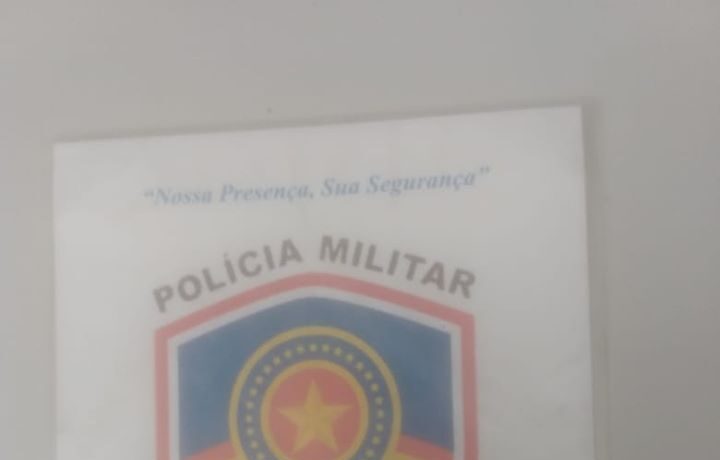 “Nossa Presença, Sua Segurança”
POLÍCIA MILITAR